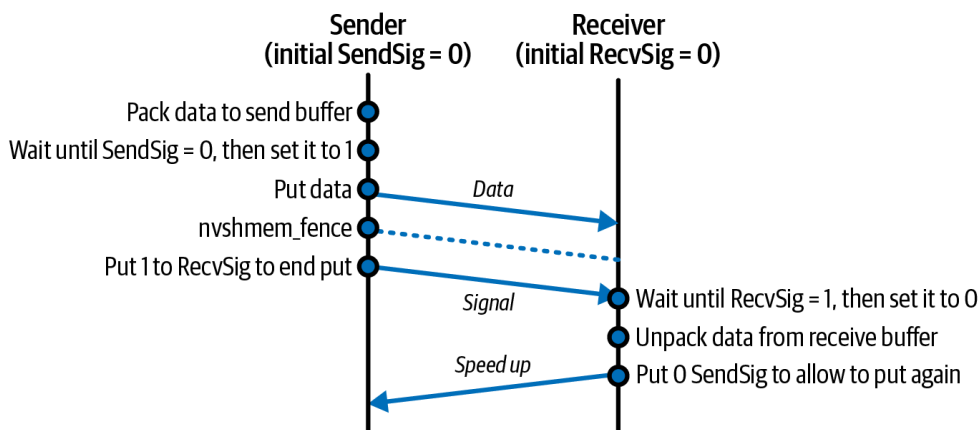 Sender
(initial SendSig = 0)
Receiver
(initial RecvSig = 0)
Pack data to send buffer
Wait until SendSig = 0, then set it to 1
Put data
Data
nvshmem_fence
Put 1 to RecvSig to end put
Signal
Wait until RecvSig = 1, then set it to 0
Unpack data from receive buffer
Speed up
Put 0 SendSig to allow to put again